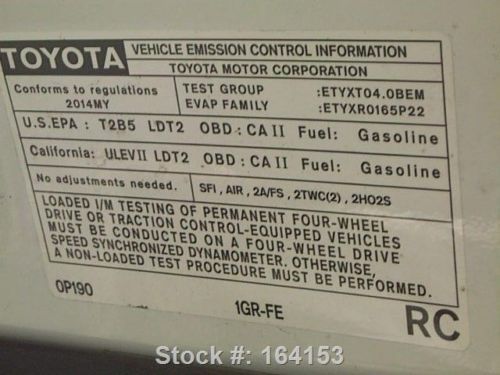 TOYOTA VEHICLE EMISSION CONTROL INFORMATION
TOYOTA MOTOR CORPORATION
Conforms to regulations
2014MY
TEST GROUP :ETYXT04.0BEM
EVAP FAMILY :ETYXR0165P22
U.S.EPA : T2B5 LDT2 OBD : CA II Fuel: Gasoline
California: ULEVII LDT2 OBD : CA II Fuel: Gasoline
No adjustments needed. SFI , AIR , 2A/FS , 2TWC(2) , 2HO2S
LOADED I/M TESTING OF PERMANENT FOUR-WHEEL
DRIVE OR TRACTION CONTROL-EQUIPPED VEHICLES
MUST BE CONDUCTED ON A FOUR-WHEEL DRIVE
SPEED SYNCHRONIZED DYNAMOMETER. OTHERWISE,
A NON-LOADED TEST PROCEDURE MUST BE PERFORMED.
0P190 1GR-FE RC
Stock #: 164153